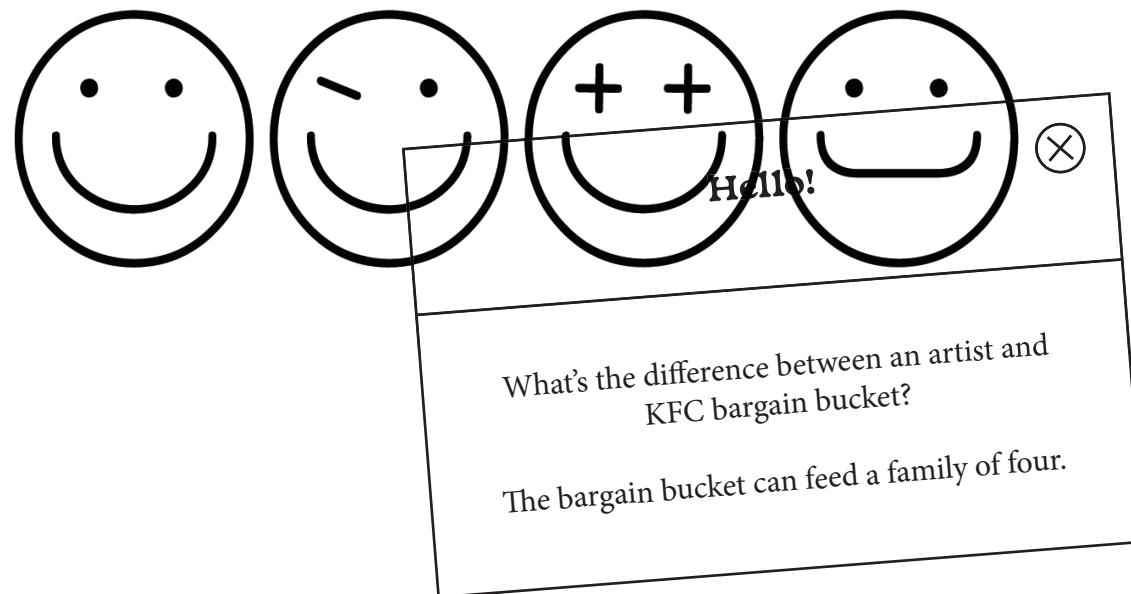 Hello!
What's the difference between an artist and
KFC bargain bucket?
The bargain bucket can feed a family of four.